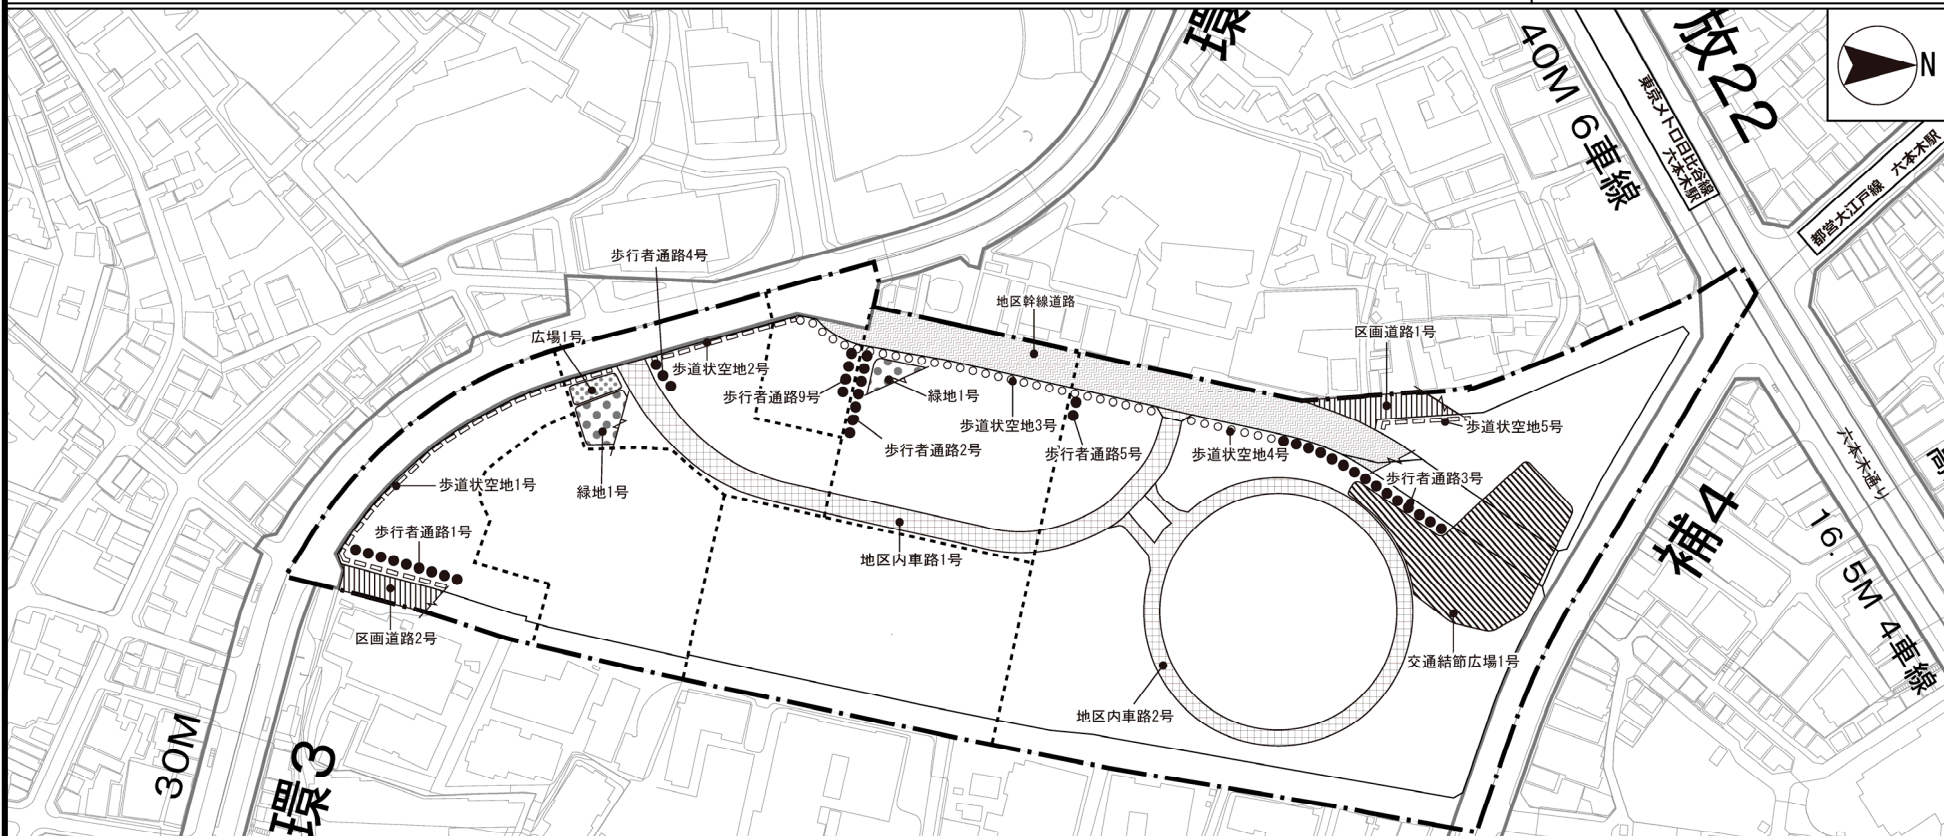 環
40M 6車線
放22
N
東京メトロ日比谷線
六本木駅
都営大江戸線 六本木駅
歩行者通路4号
地区幹線道路
広場1号
区画道路1号
歩道状空地2号
歩行者通路9号
緑地1号
歩道状空地3号
歩道状空地5号
歩行者通路2号
歩行者通路5号
歩道状空地4号
六本木通り
歩道状空地1号
緑地1号
歩行者通路3号
補4
16.5M 4車線
歩行者通路1号
地区内車路1号
区画道路2号
交通結節広場1号
地区内車路2号
30M
環3